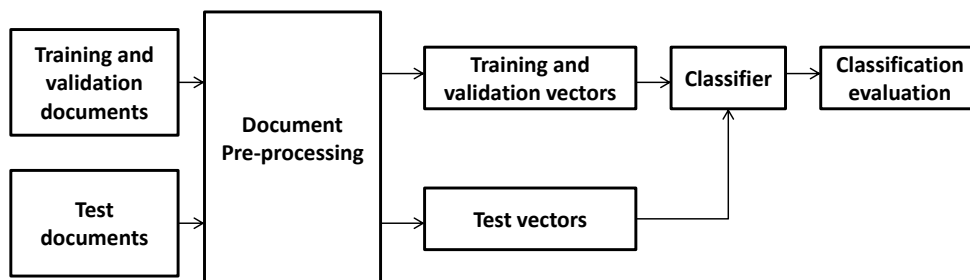 Training and
validation
documents
Test
documents
Document
Pre-processing
Training and
validation vectors
Test vectors
Classifier
Classification
evaluation